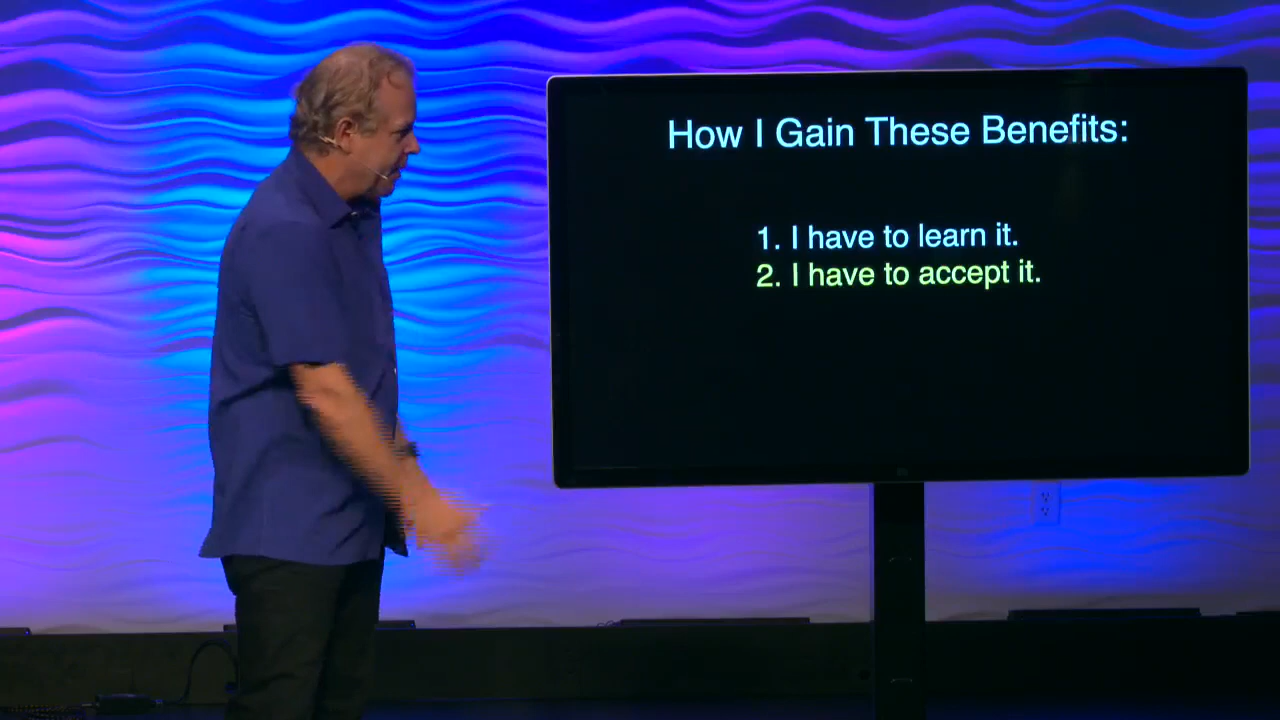 How I Gain These Benefits:
1. I have to learn it.
2. I have to accept it.